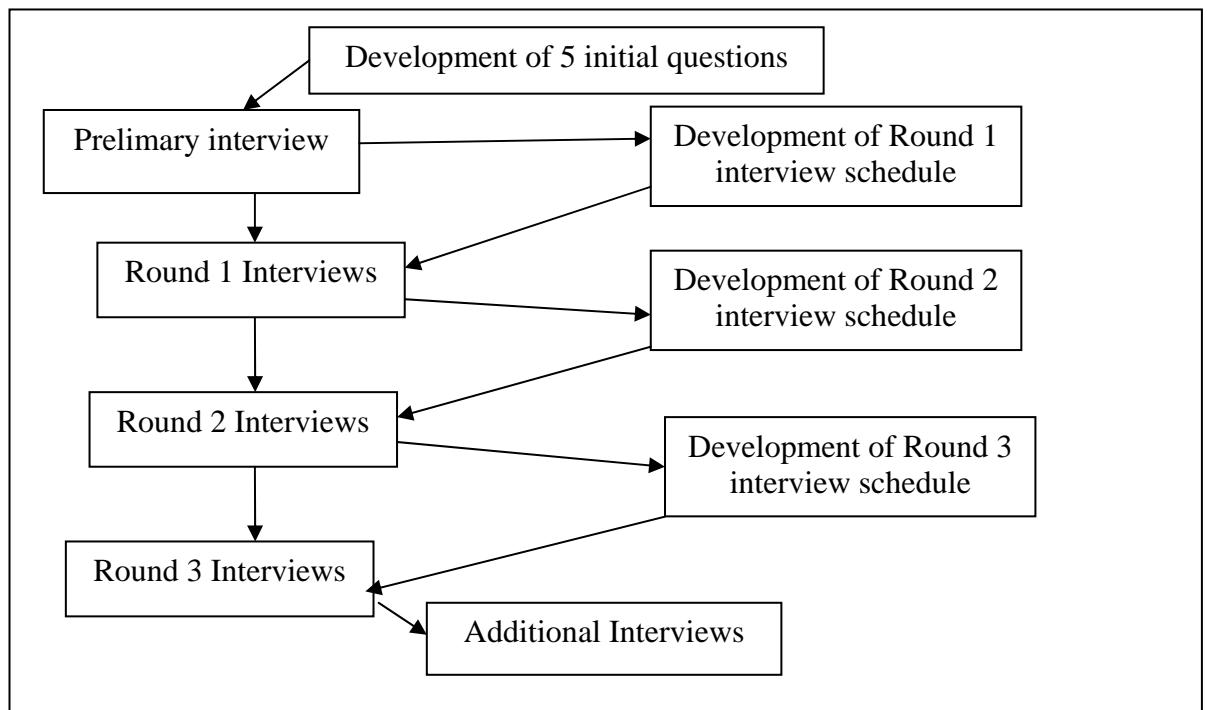 Development of 5 initial questions
Prelimary interview
Development of Round 1
interview schedule
Round 1 Interviews
Development of Round 2
interview schedule
Round 2 Interviews
Development of Round 3
interview schedule
Round 3 Interviews
Additional Interviews